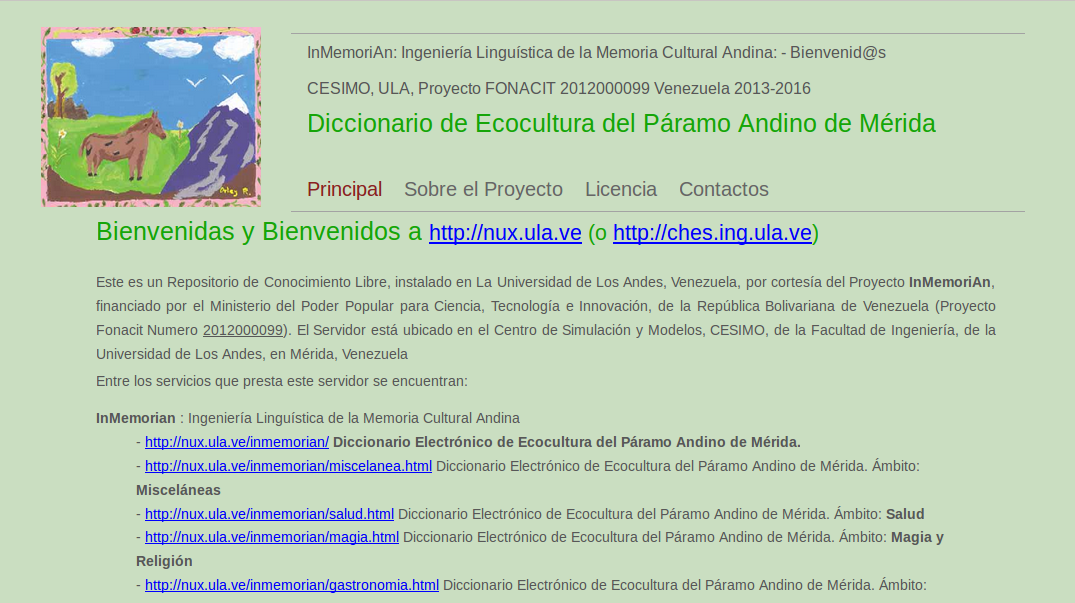 InMemoriAn: Ingeniería Linguística de la Memoria Cultural Andina: - Bienvenid@s
CESIMO, ULA, Proyecto FONACIT 2012000099 Venezuela 2013-2016
Diccionario de Ecocultura del Páramo Andino de Mérida
Principal Sobre el Proyecto Licencia Contactos
Bienvenidas y Bienvenidos a http://nux.ula.ve (o http://ches.ing.ula.ve)
Este es un Repositorio de Conocimiento Libre, instalado en La Universidad de Los Andes, Venezuela, por cortesía del Proyecto InMemoriAn,
financiado por el Ministerio del Poder Popular para Ciencia, Tecnología e Innovación, de la República Bolivariana de Venezuela (Proyecto
Fonacit Numero 2012000099). El Servidor está ubicado en el Centro de Simulación y Modelos, CESIMO, de la Facultad de Ingeniería, de la
Universidad de Los Andes, en Mérida, Venezuela
Entre los servicios que presta este servidor se encuentran:
InMemorian : Ingeniería Linguística de la Memoria Cultural Andina
- http://nux.ula.ve/inmemorian/ Diccionario Electrónico de Ecocultura del Páramo Andino de Mérida.
- http://nux.ula.ve/inmemorian/miscelanea.html Diccionario Electrónico de Ecocultura del Páramo Andino de Mérida. Ámbito:
Misceláneas
- http://nux.ula.ve/inmemorian/salud.html Diccionario Electrónico de Ecocultura del Páramo Andino de Mérida. Ámbito: Salud
- http://nux.ula.ve/inmemorian/magia.html Diccionario Electrónico de Ecocultura del Páramo Andino de Mérida. Ámbito: Magia y
Religión
- http://nux.ula.ve/inmemorian/gastronomia.html Diccionario Electrónico de Ecocultura del Páramo Andino de Mérida. Ámbito: